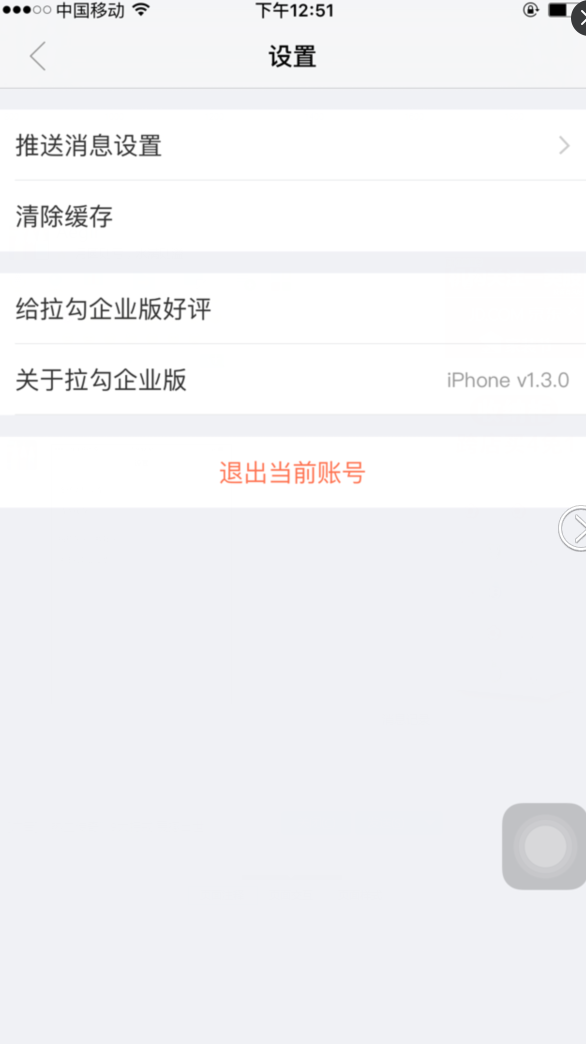 中国移动 下午12:51
设置
推送消息设置
清除缓存
给拉勾企业版好评
关于拉勾企业版 iPhone v1.3.0
退出当前账号